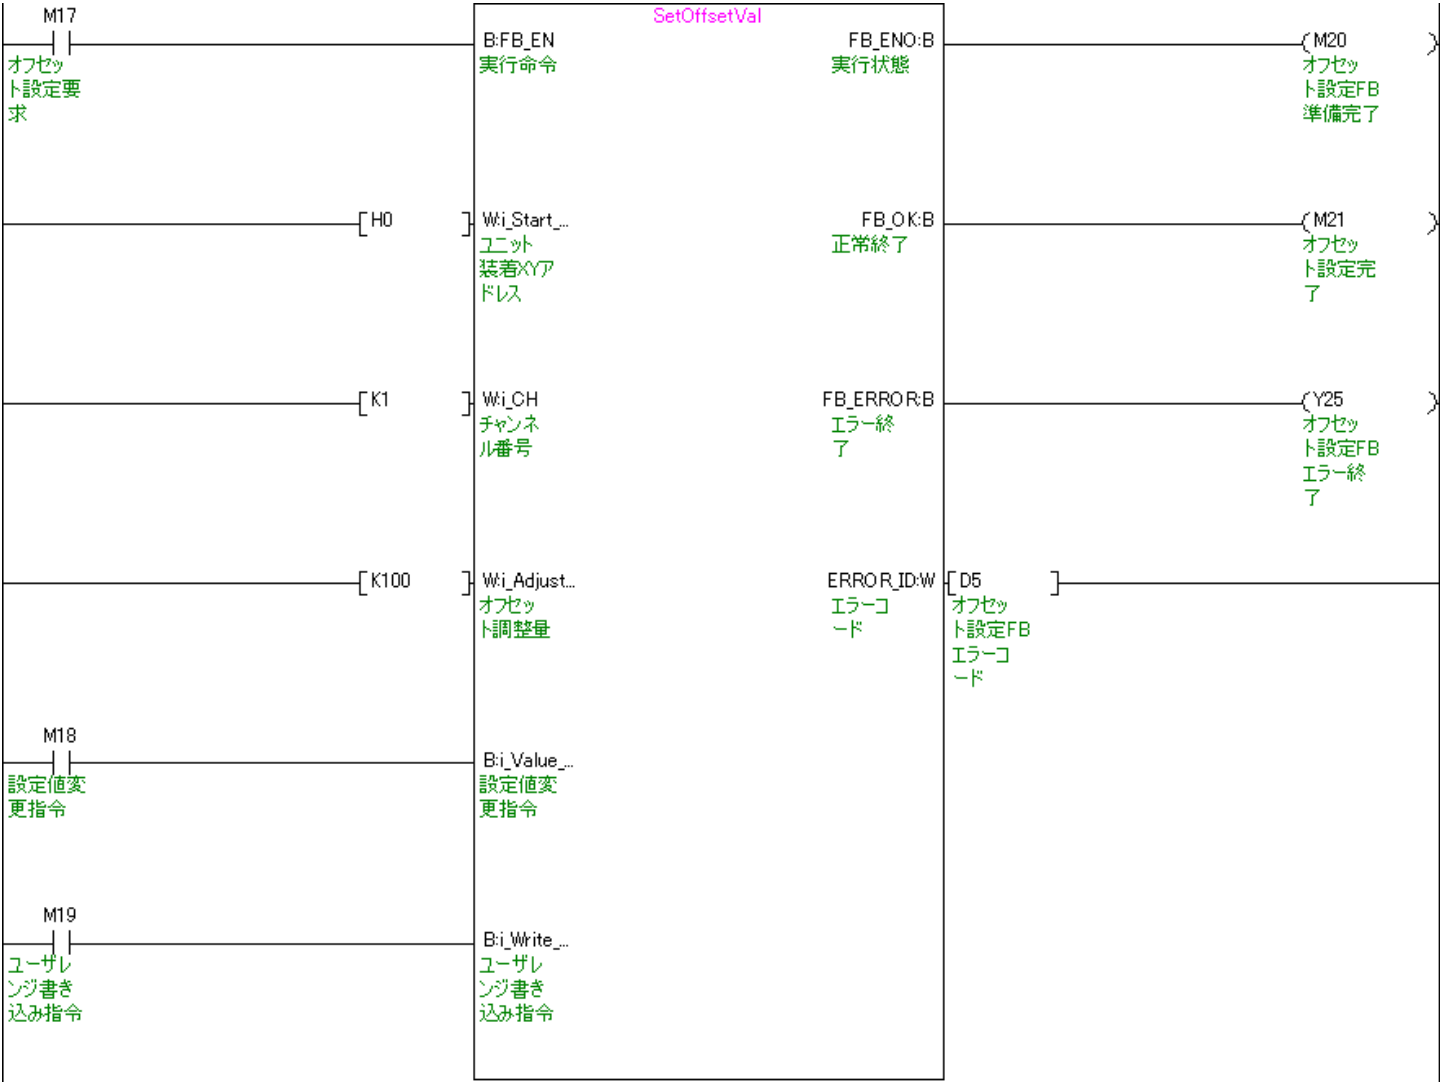 SetOffsetVal
M17
オフセッ
ト設定要
求
B:FB_EN
実行命令
FB_ENO:B
実行状態
M20
オフセッ
ト設定FB
準備完了
H0
W:i_Start_...
ユニット
装着XYア
ドレス
FB_OK:B
正常終了
M21
オフセッ
ト設定完
了
K1
W:i_CH
チャンネ
ル番号
FB_ERROR:B
エラー終
了
Y25
オフセッ
ト設定FB
エラー終
了
K100
W:i_Adjust...
オフセッ
ト調整量
ERROR_ID:W
エラーコ
ード
D5
オフセッ
ト設定FB
エラーコ
ード
M18
設定値変
更指令
B:i_Value_...
設定値変
更指令
M19
ユーザレ
ンジ書き
込み指令
B:i_Write_...
ユーザレ
ンジ書き
込み指令